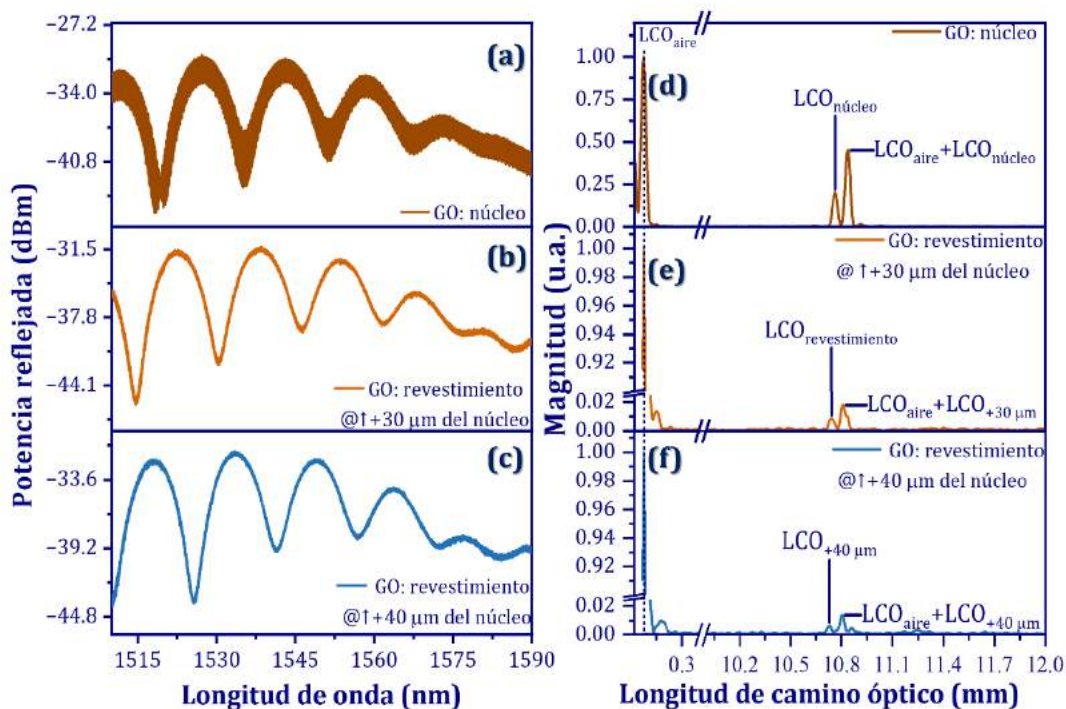 −27.2
−34.0
−40.8
(a)
GO: núcleo
−31.5
−37.8
−44.1
(b)
GO: revestimiento
@↑+30 μm del núcleo
−33.6
−39.2
−44.8
(c)
GO: revestimiento
@↑+40 μm del núcleo
Potencia reflejada (dBm)
1515 1530 1545 1560 1575 1590
Longitud de onda (nm)
LCOaire
GO: núcleo
1.00
0.75
0.50
0.25
0.00
(d)
LCOnúcleo
LCOaire+LCOnúcleo
1.00
0.98
0.96
0.94
0.92
0.02
0.00
(e)
GO: revestimiento
@ ↑+30 μm del núcleo
LCOrevestimiento
LCOaire+LCO+30 μm
1.00
0.98
0.96
0.94
0.92
0.02
0.00
(f)
GO: revestimiento
@↑+40 μm del núcleo
LCO+40 μm
LCOaire+LCO+40 μm
Magnitud (u.a.)
0.3 10.2 10.5 10.8 11.1 11.4 11.7 12.0
Longitud de camino óptico (mm)